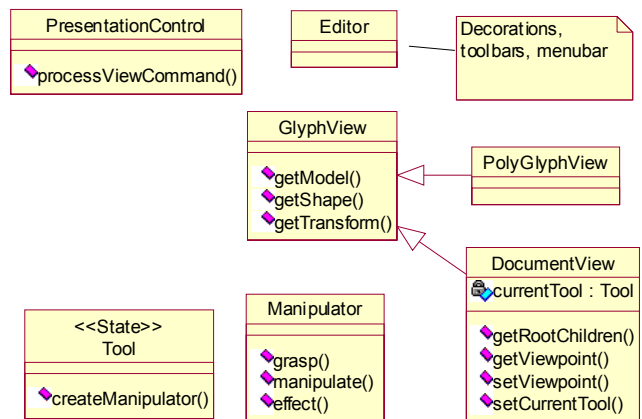 PresentationControl
processViewCommand()
Editor
Decorations,
toolbars, menubar
GlyphView
getModel()
getShape()
getTransform()
PolyGlyphView
DocumentView
currentTool : Tool
getRootChildren()
getViewpoint()
setViewpoint()
setCurrentTool()
<<State>>
Tool
createManipulator()
Manipulator
grasp()
manipulate()
effect()